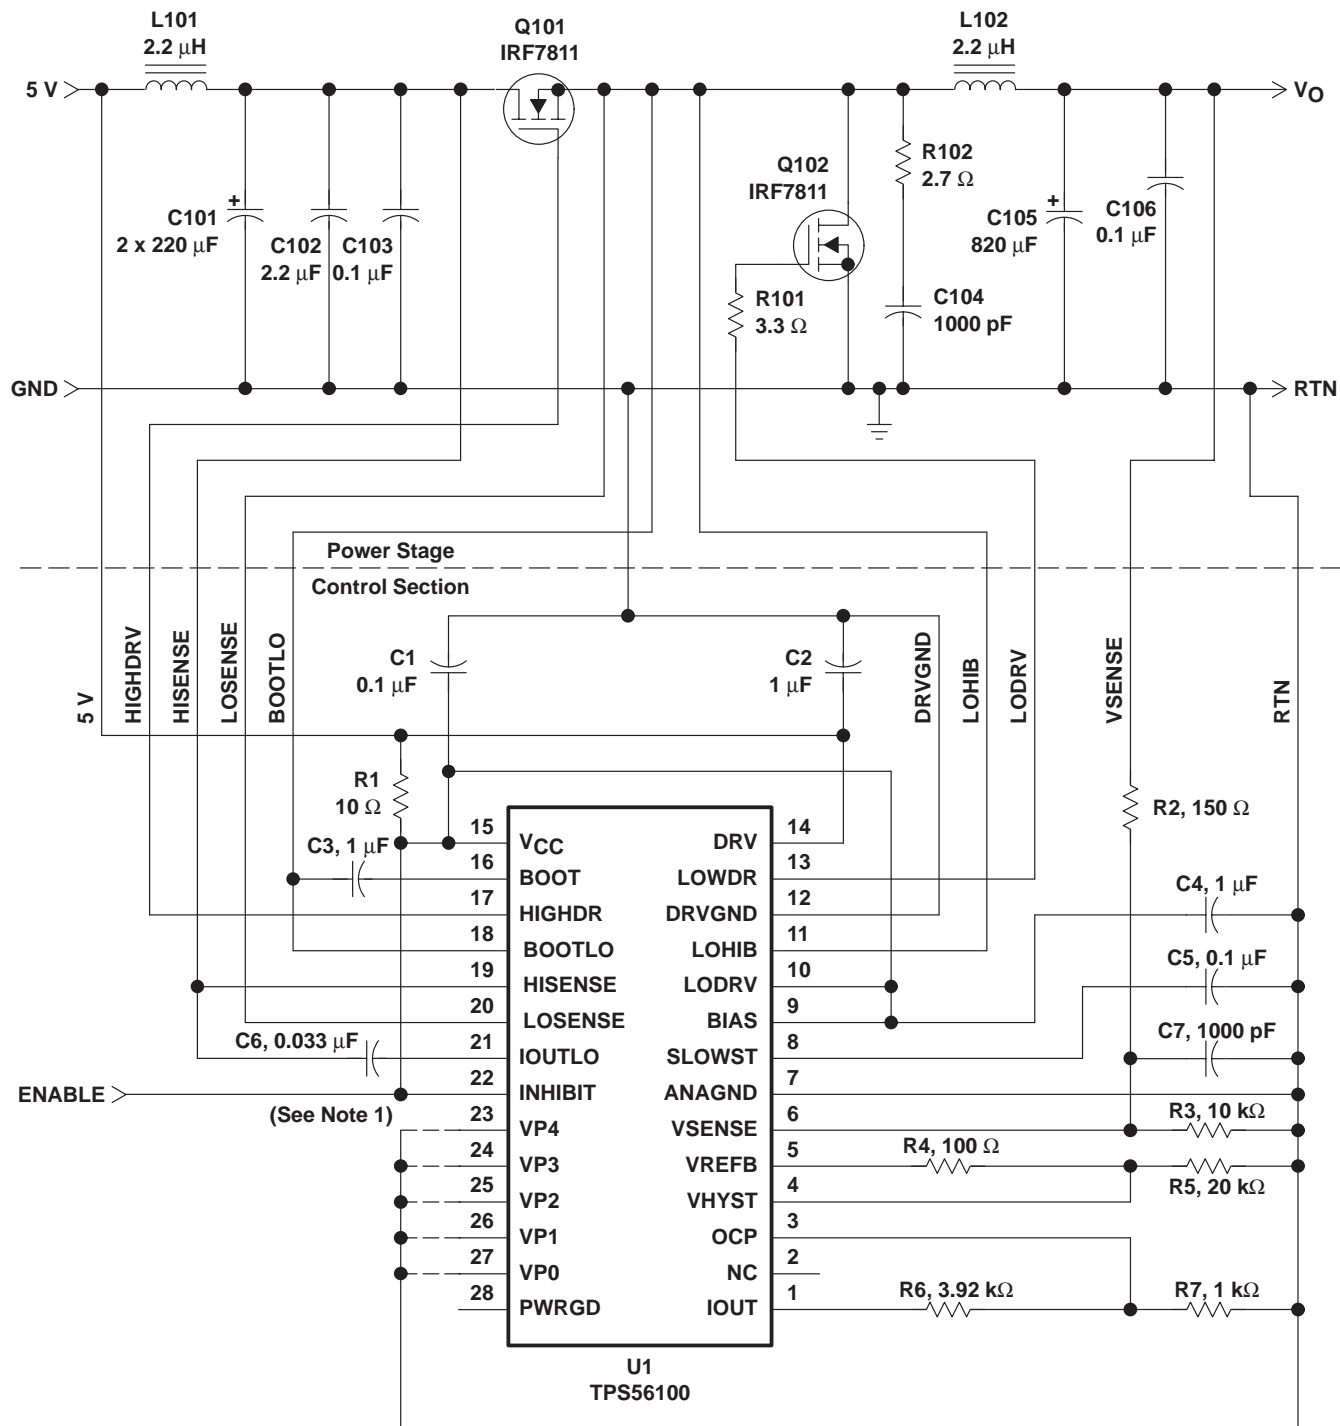 L101
2.2 μH
Q101
IRF7811
L102
2.2 μH
5 V
VO
R102
2.7 Ω
Q102
IRF7811
C101
2 x 220 μF
+
C102
2.2 μF
C103
0.1 μF
C105
820 μF
+
C106
0.1 μF
R101
3.3 Ω
C104
1000 pF
GND
RTN
Power Stage
Control Section
5 V
HIGHDRV
HISENSE
LOSENSE
BOOTLO
C1
0.1 μF
C2
1 μF
DRVGND
LOHIB
LODRV
VSENSE
RTN
R1
10 Ω
R2, 150 Ω
C3, 1 μF
C4, 1 μF
C5, 0.1 μF
C6, 0.033 μF
C7, 1000 pF
ENABLE
(See Note 1)
R3, 10 kΩ
R4, 100 Ω
R5, 20 kΩ
R6, 3.92 kΩ
R7, 1 kΩ
15 VCC DRV 14
16 BOOT LOWDR 13
17 HIGHDR DRVGND 12
18 BOOTLO LOHIB 11
19 HISENSE LODRV 10
20 LOSENSE BIAS 9
21 IOUTLO SLOWST 8
22 INHIBIT ANAGND 7
23 VP4 VSENSE 6
24 VP3 VREFB 5
25 VP2 VHYST 4
26 VP1 OCP 3
27 VP0 NC 2
28 PWRGD IOUT 1
U1
TPS56100